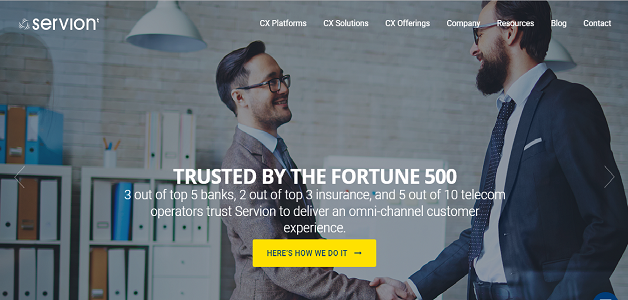 servion
CX Platforms CX Solutions CX Offerings Company Resources Blog Contact
TRUSTED BY THE FORTUNE 500
3 out of top 5 banks, 2 out of top 3 insurance, and 5 out of 10 telecom
operators trust Servion to deliver an omni-channel customer
experience.
HERE'S HOW WE DO IT →